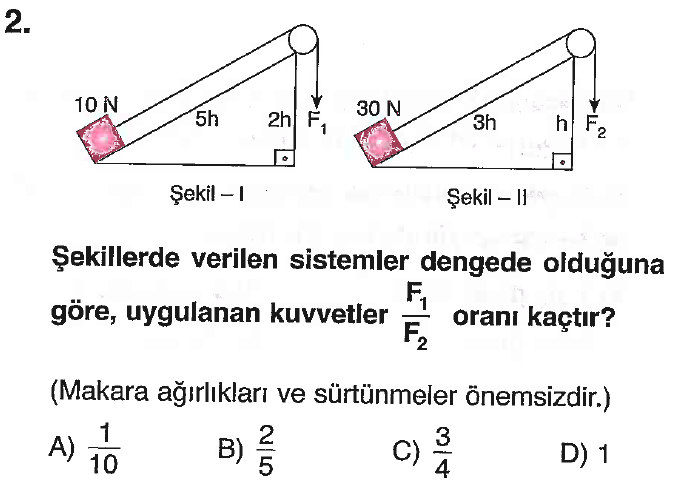 2.
10 N
5h
2h
F₁
Şekil – I
30 N
3h
h
F₂
Şekil – II
Şekillerde verilen sistemler dengede olduğuna
göre, uygulanan kuvvetler F₁/F₂ oranı kaçtır?
(Makara ağırlıkları ve sürtünmeler önemsizdir.)
A) 1/10 B) 2/5 C) 3/4 D) 1